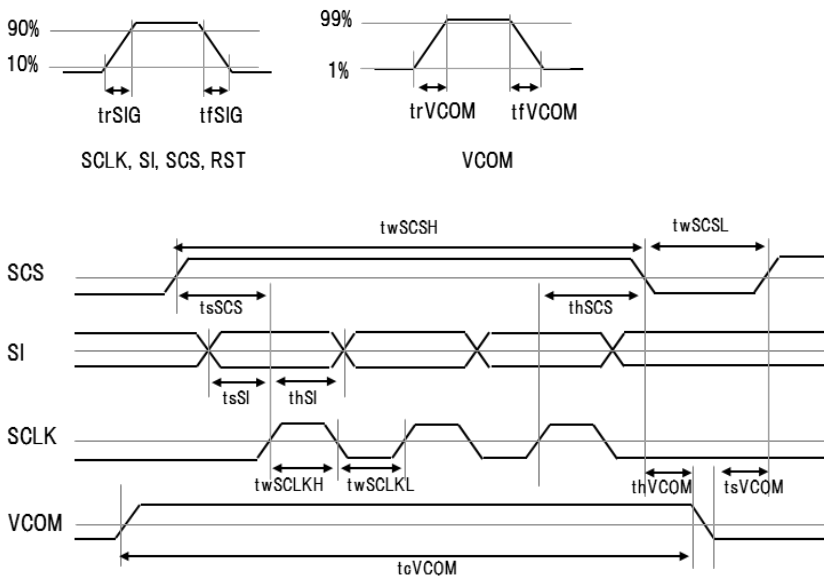 90%
10%
trSIG tfSIG
SCLK, SI, SCS, RST
99%
1%
trVCOM tfVCOM
VCOM
twSCSH twSCSL
SCS
tsSCS thSCS
SI
tsSI thSI
SCLK
twSCLKH twSCLKL thVCOM tsVCOM
VCOM
tcVCOM